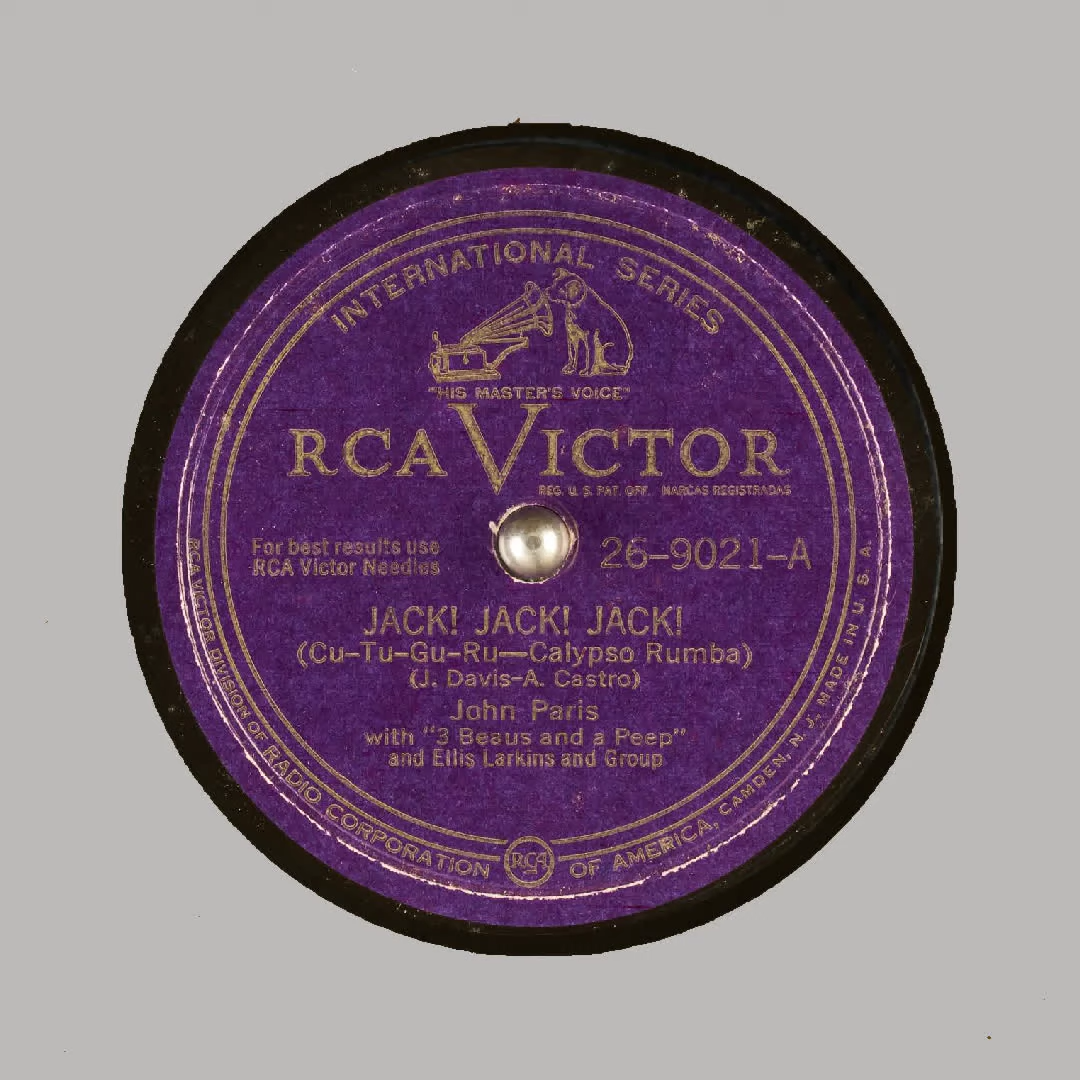 INTERNATIONAL SERIES
"HIS MASTER'S VOICE"
RCA VICTOR
REG. U. S. PAT. OFF. MARCAS REGISTRADAS
For best results use
RCA Victor Needles
26–9021–A
JACK! JACK! JACK!
(Cu–Tu–Gu–Ru—Calypso Rumba)
(J. Davis–A. Castro)
John Paris
with "3 Beaus and a Peep"
and Ellis Larkins and Group
RCA VICTOR DIVISION OF RADIO CORPORATION RCA OF AMERICA, CAMDEN, N. J. MADE IN U. S. A.